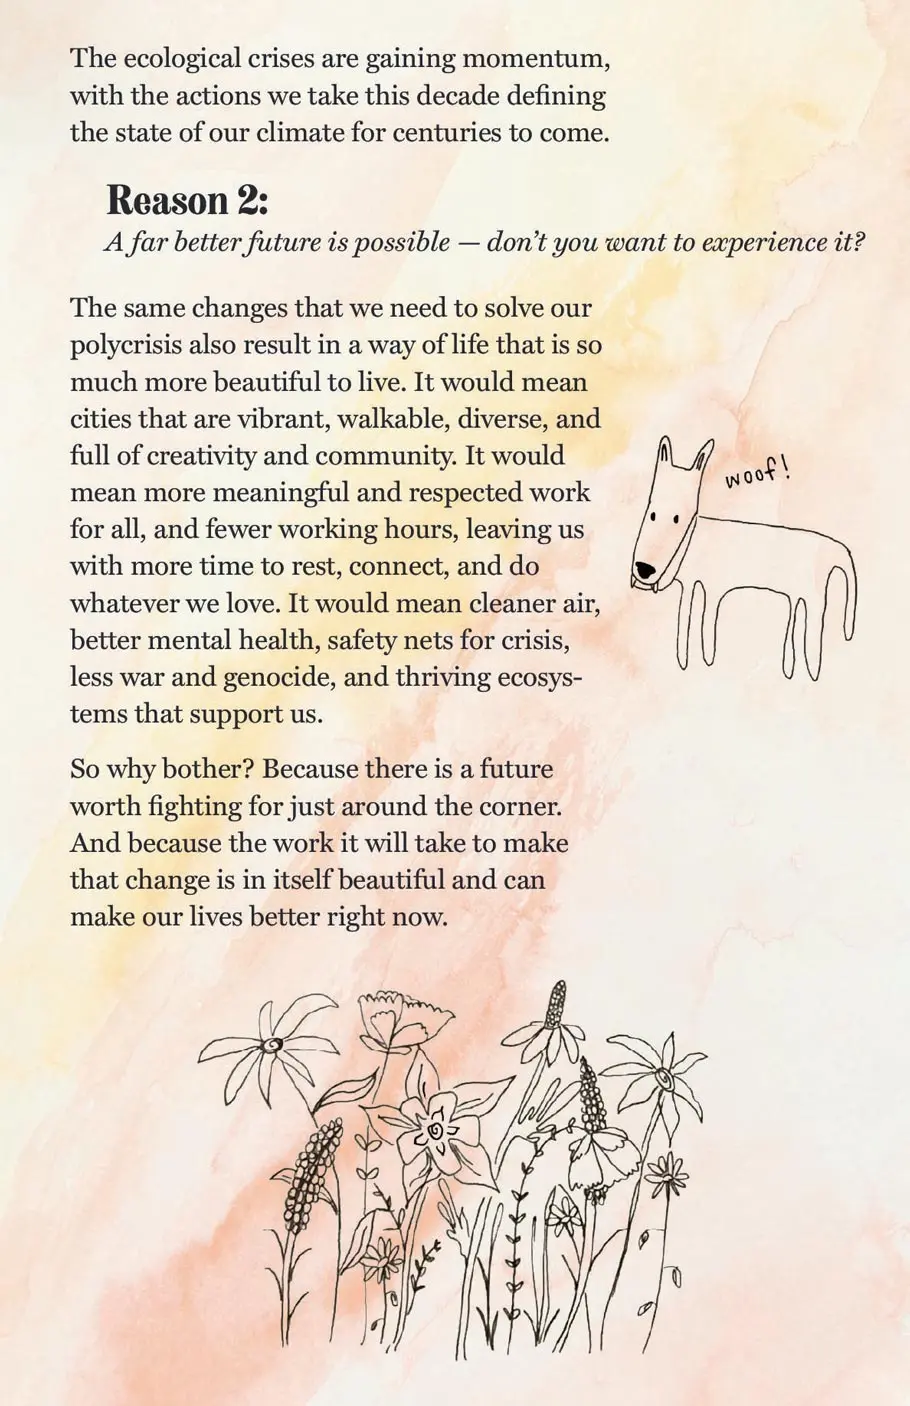 The ecological crises are gaining momentum,
with the actions we take this decade defining
the state of our climate for centuries to come.
Reason 2:
A far better future is possible — don’t you want to experience it?
The same changes that we need to solve our
polycrisis also result in a way of life that is so
much more beautiful to live. It would mean
cities that are vibrant, walkable, diverse, and
full of creativity and community. It would
mean more meaningful and respected work
for all, and fewer working hours, leaving us
with more time to rest, connect, and do
whatever we love. It would mean cleaner air,
better mental health, safety nets for crisis,
less war and genocide, and thriving ecosys-
tems that support us.
woof!
So why bother? Because there is a future
worth fighting for just around the corner.
And because the work it will take to make
that change is in itself beautiful and can
make our lives better right now.